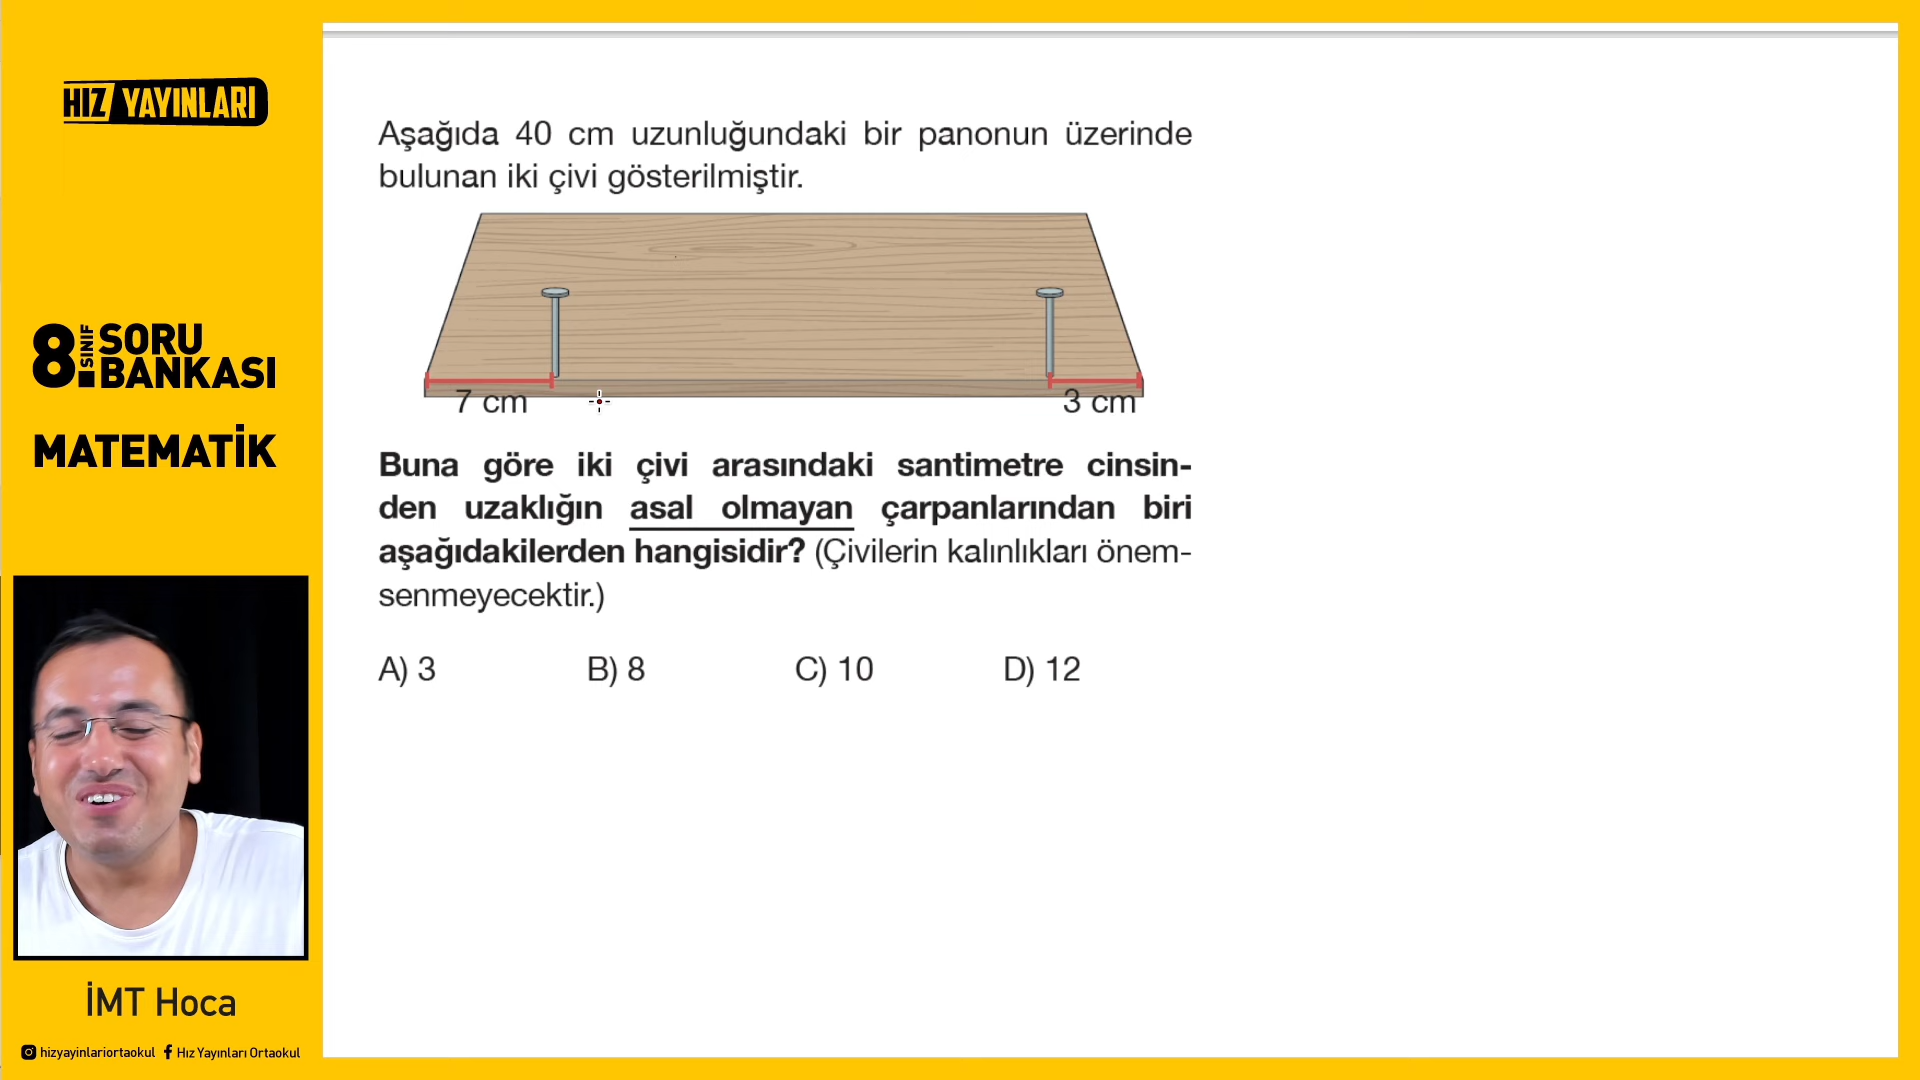 HIZ YAYINLARI
8. SINIF SORU BANKASI
MATEMATİK
İMT Hoca
hizyayinlariortaokul Hız Yayınları Ortaokul
Aşağıda 40 cm uzunluğundaki bir panonun üzerinde
bulunan iki çivi gösterilmiştir.
7 cm 3 cm
Buna göre iki çivi arasındaki santimetre cinsin-
den uzaklığın asal olmayan çarpanlarından biri
aşağıdakilerden hangisidir? (Çivilerin kalınlıkları önem-
senmeyecektir.)
A) 3 B) 8 C) 10 D) 12